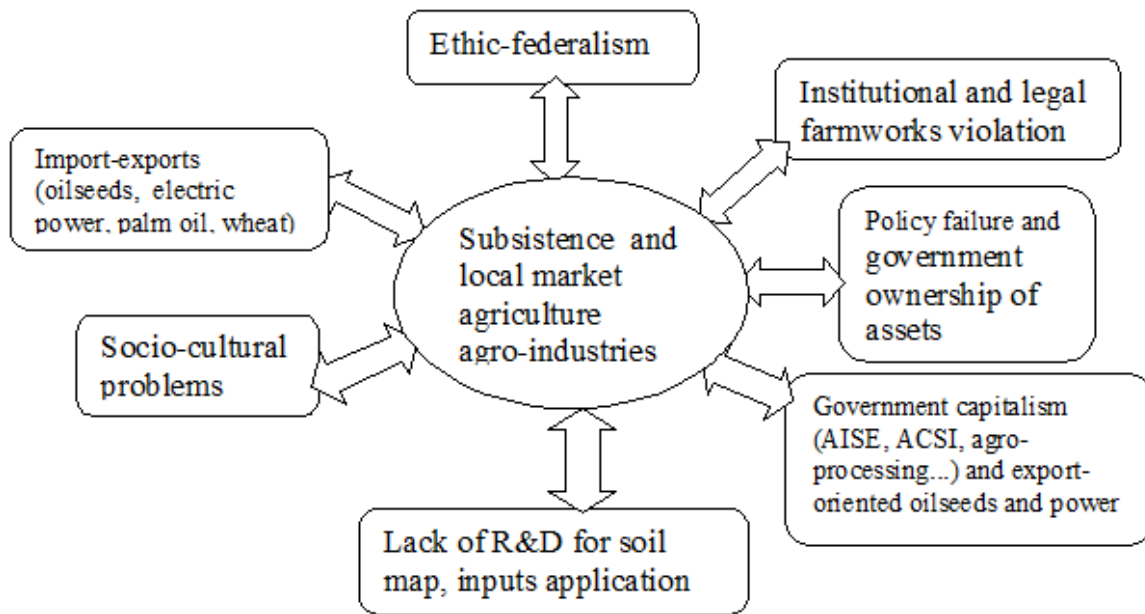 Ethic-federalism
Institutional and legal
farmworks violation
Import-exports
(oilseeds, electric
power, palm oil, wheat)
Policy failure and
government
ownership of
assets
Subsistence and
local market
agriculture
agro-industries
Socio-cultural
problems
Government capitalism
(AISE, ACSI, agro-
processing...) and export-
oriented oilseeds and power
Lack of R&D for soil
map, inputs application